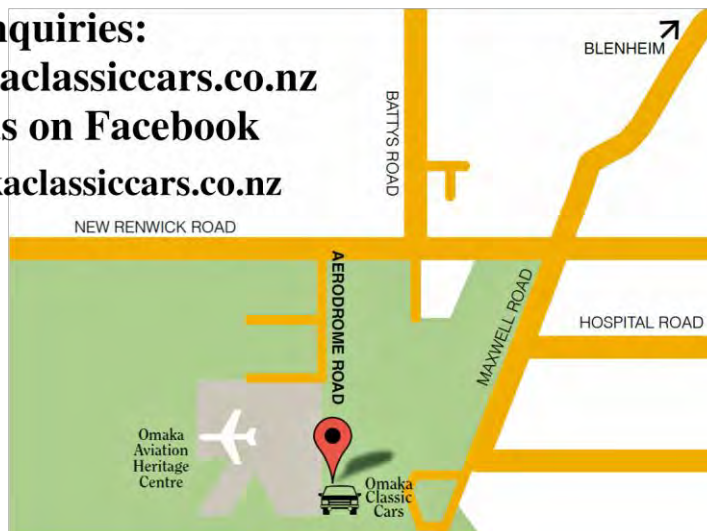 nquiries:
aclassiccars.co.nz
us on Facebook
kaclassiccars.co.nz
BLENHEIM
BATTYS ROAD
NEW RENWICK ROAD
AERODROME ROAD
MAXWELL ROAD
HOSPITAL ROAD
Omaka
Aviation
Heritage
Centre
Omaka
Classic
Cars